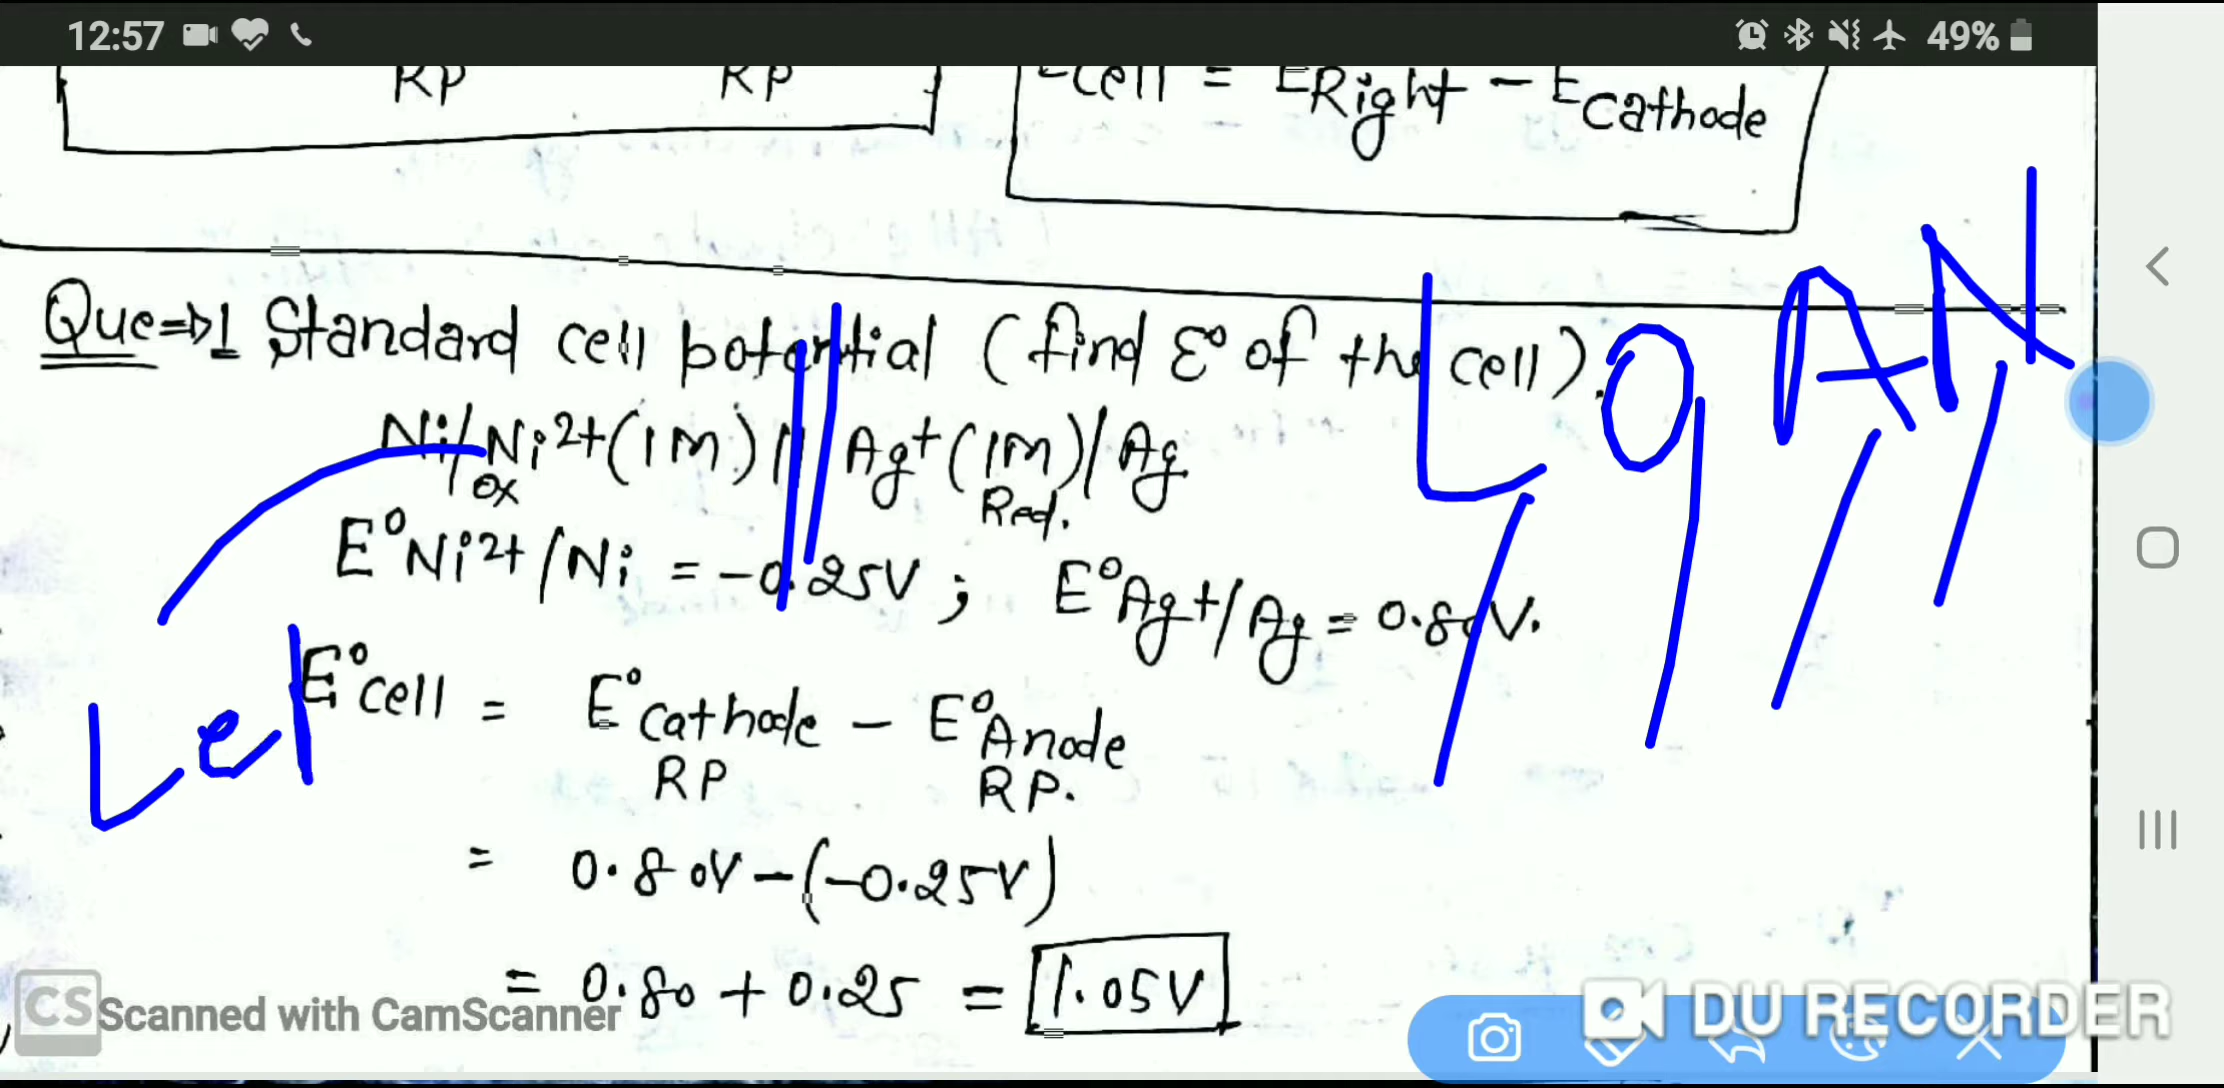 12:57 49%
RP RP
Ecell = ERight - Ecathode
Que⇒1 Standard cell potential (find ε° of the cell).
Ni/Ni2+(1M)||Ag+(1M)/Ag
ox Red.
E°Ni2+/Ni = -0.25V ; E°Ag+/Ag = 0.80V.
E°cell = E°cathode - E°Anode
RP RP.
= 0.80V-(-0.25V)
= 0.80 + 0.25 = 1.05V
L O A N
Lel
CS Scanned with CamScanner
DU RECORDER